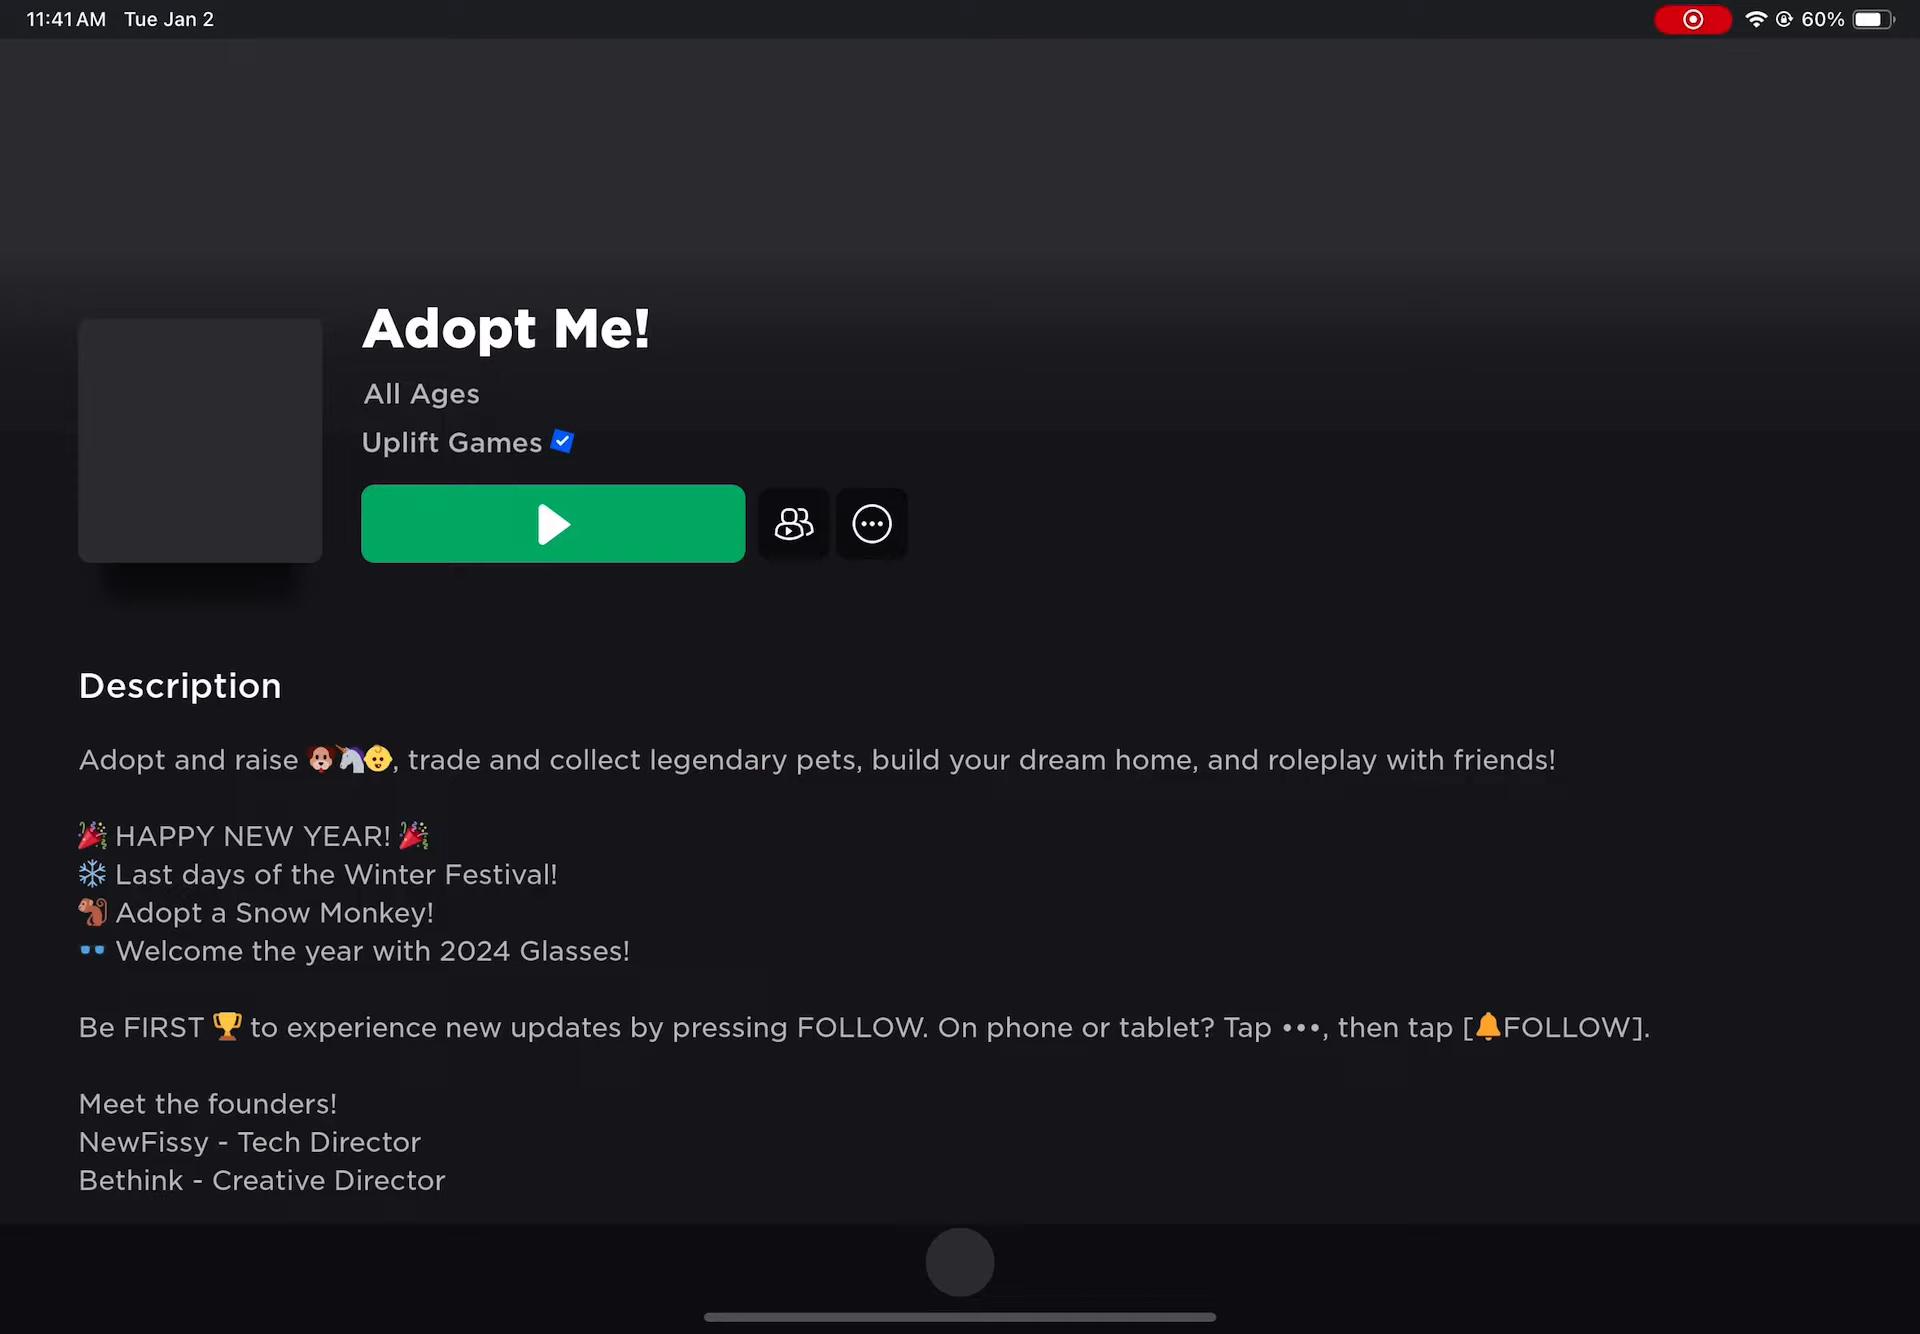 11:41 AM Tue Jan 2
60%
Adopt Me!
All Ages
Uplift Games
Description
Adopt and raise 🐶🦄👶, trade and collect legendary pets, build your dream home, and roleplay with friends!
🎉 HAPPY NEW YEAR! 🎉
❄️ Last days of the Winter Festival!
🐒 Adopt a Snow Monkey!
🕶️ Welcome the year with 2024 Glasses!
Be FIRST 🏆 to experience new updates by pressing FOLLOW. On phone or tablet? Tap •••, then tap [🔔FOLLOW].
Meet the founders!
NewFissy - Tech Director
Bethink - Creative Director